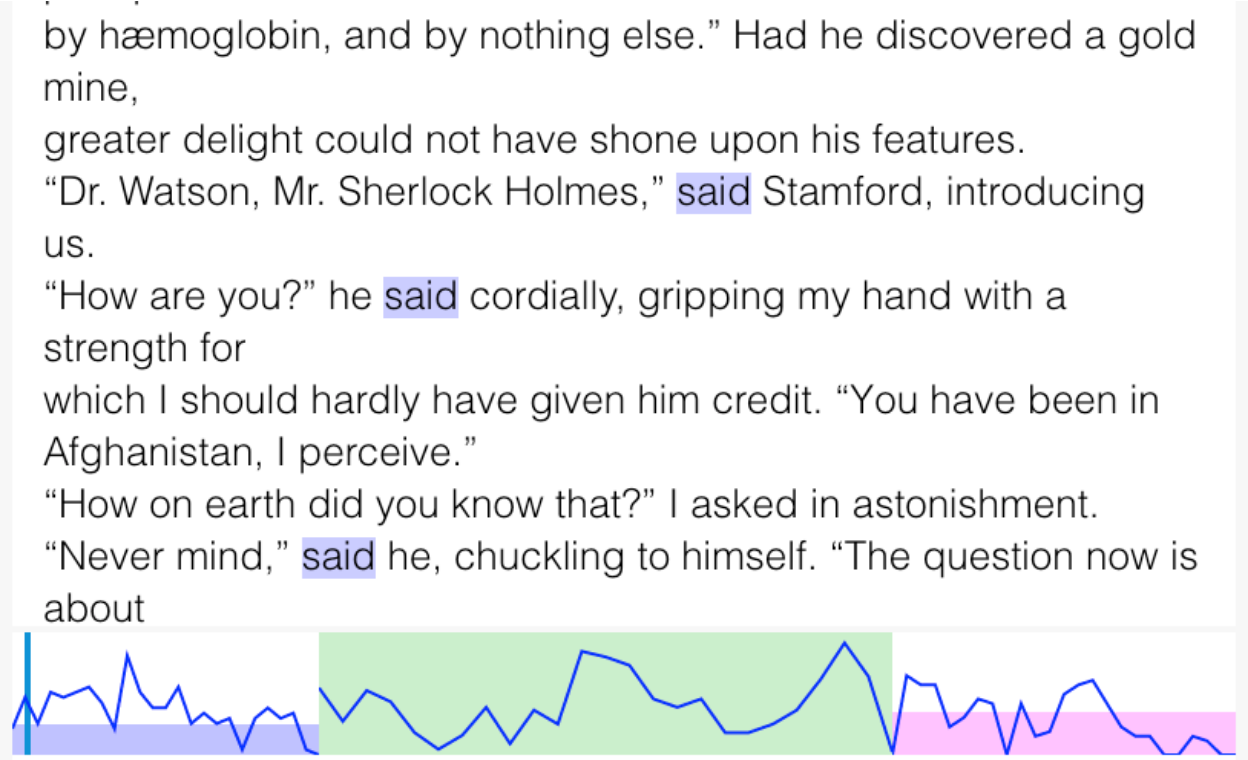 by hæmoglobin, and by nothing else.” Had he discovered a gold
mine,
greater delight could not have shone upon his features.
“Dr. Watson, Mr. Sherlock Holmes,” said Stamford, introducing
us.
“How are you?” he said cordially, gripping my hand with a
strength for
which I should hardly have given him credit. “You have been in
Afghanistan, I perceive.”
“How on earth did you know that?” I asked in astonishment.
“Never mind,” said he, chuckling to himself. “The question now is
about